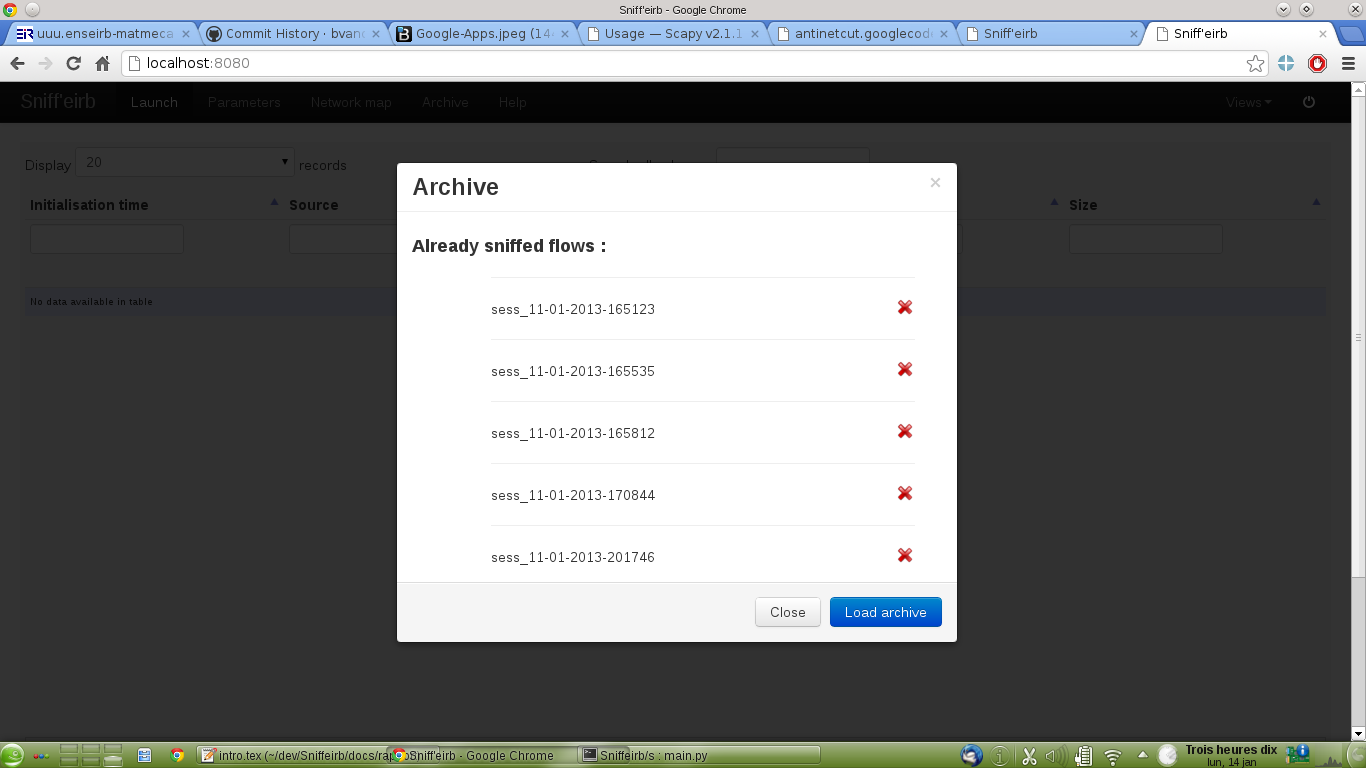 Sniff'eirb - Google Chrome
uuu.enseirb-matmeca
Commit History · bvanc
Google-Apps.jpeg (14
Usage — Scapy v2.1.1
antinetcut.googlecod
Sniff'eirb
Sniff'eirb
localhost:8080
Sniff'eirb
Launch
Parameters
Network map
Archive
Help
Views
Display 20 records
Initialisation time
Source
Size
No data available in table
Archive
×
Already sniffed flows :
sess_11-01-2013-165123
sess_11-01-2013-165535
sess_11-01-2013-165812
sess_11-01-2013-170844
sess_11-01-2013-201746
Close
Load archive
intro.tex (~/dev/Sniffeirb/docs/ra
Sniff'eirb - Google Chrome
Sniffeirb/s : main.py
Trois heures dix
lun, 14 jan